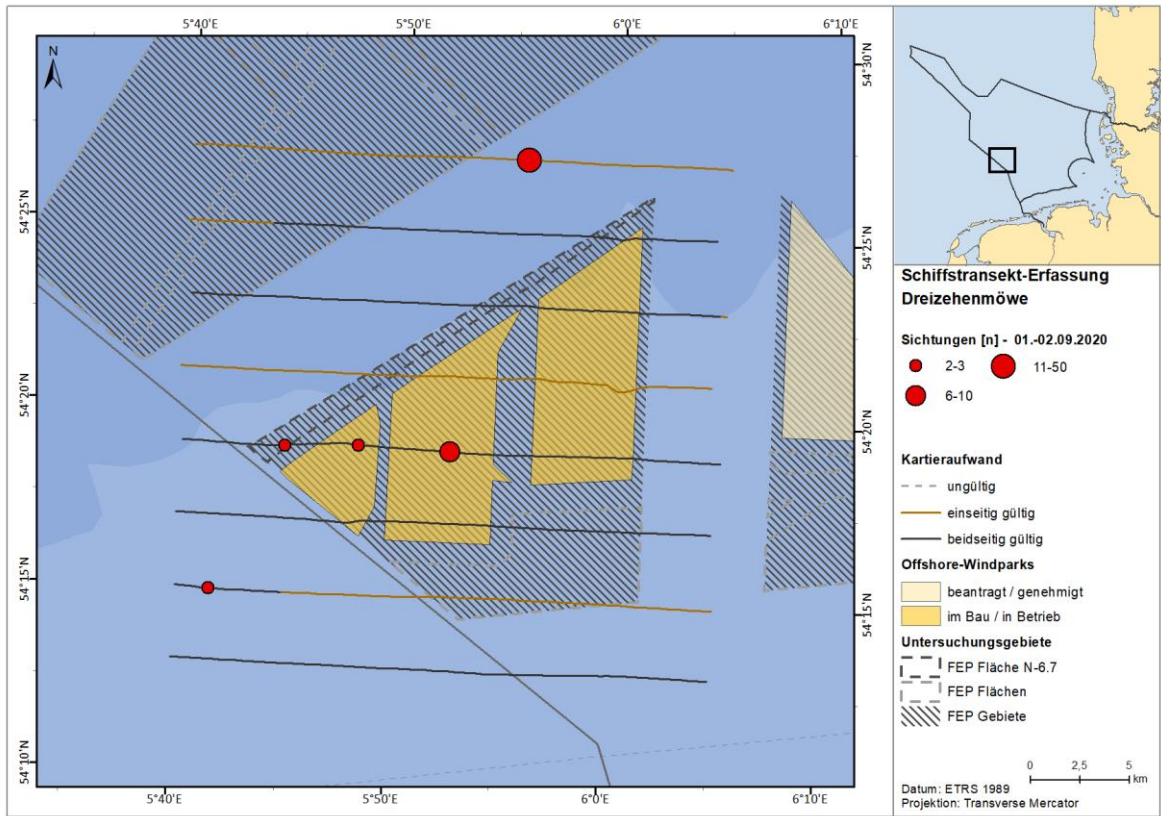 5°40'E 5°50'E 6°0'E 6°10'E
N
54°30'N
54°25'N
54°25'N
54°20'N
54°20'N
54°15'N
54°15'N
54°10'N
5°40'E 5°50'E 6°0'E 6°10'E
Schiffstransekt-Erfassung
Dreizehenmöwe
Sichtungen [n] - 01.-02.09.2020
2-3 11-50
6-10
Kartieraufwand
ungültig
einseitig gültig
beidseitig gültig
Offshore-Windparks
beantragt / genehmigt
im Bau / in Betrieb
Untersuchungsgebiete
FEP Fläche N-6.7
FEP Flächen
FEP Gebiete
0 2,5 5
km
Datum: ETRS 1989
Projektion: Transverse Mercator